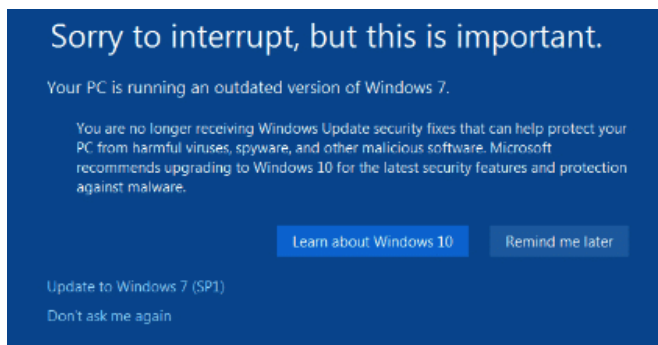 Sorry to interrupt, but this is important.
Your PC is running an outdated version of Windows 7.
You are no longer receiving Windows Update security fixes that can help protect your
PC from harmful viruses, spyware, and other malicious software. Microsoft
recommends upgrading to Windows 10 for the latest security features and protection
against malware.
Learn about Windows 10
Remind me later
Update to Windows 7 (SP1)
Don't ask me again